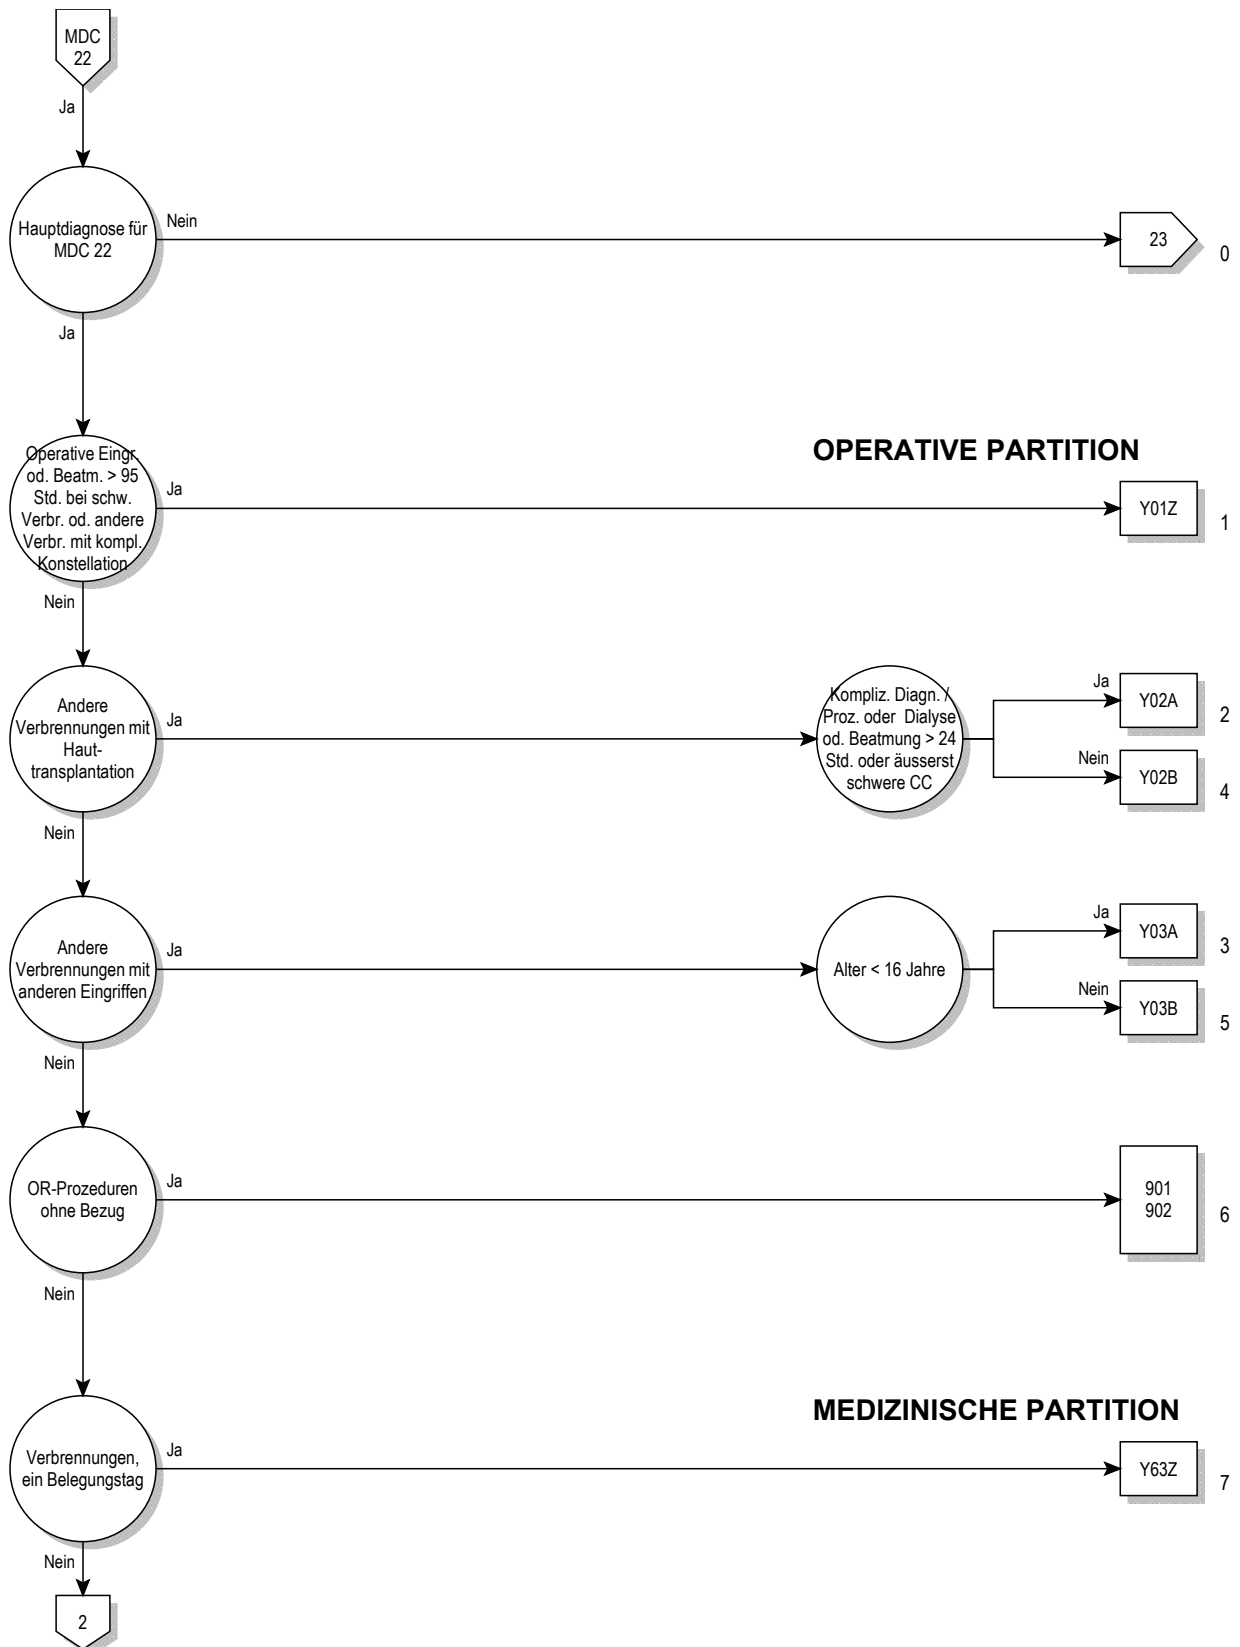 MDC
22
Ja
Hauptdiagnose für
MDC 22
Nein
23
0
Ja
OPERATIVE PARTITION
Operative Eingr.
od. Beatm. > 95
Std. bei schw.
Verbr. od. andere
Verbr. mit kompl.
Konstellation
Ja
Y01Z
1
Nein
Andere
Verbrennungen mit
Haut-
transplantation
Ja
Kompliz. Diagn. /
Proz. oder Dialyse
od. Beatmung > 24
Std. oder äusserst
schwere CC
Ja
Y02A
2
Nein
Y02B
4
Nein
Andere
Verbrennungen mit
anderen Eingriffen
Ja
Alter < 16 Jahre
Ja
Y03A
3
Nein
Y03B
5
Nein
OR-Prozeduren
ohne Bezug
Ja
901
902
6
Nein
MEDIZINISCHE PARTITION
Verbrennungen,
ein Belegungstag
Ja
Y63Z
7
Nein
2